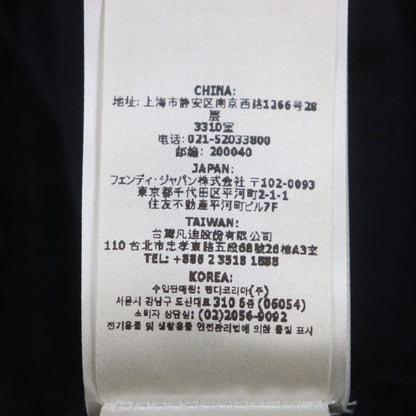 CHINA:
地址: 上海市静安区南京西路1266号28
层
3310室
电话: 021-52033800
邮编: 200040
JAPAN:
フェンディ・ジャパン株式会社 〒102-0093
東京都千代田区平河町2-1-1
住友不動産平河町ビル7F
TAIWAN:
台灣凡迪股份有限公司
110 台北市忠孝東路五段68號26樓A3室
TEL: +886 2 3518 1888
KOREA:
수입판매원: 펜디코리아(주)
서울시 강남구 도산대로 310 6층 (06054)
소비자 상담실: (02)2056-9092
전기용품 및 생활용품 안전관리법에 의한 품질 표시